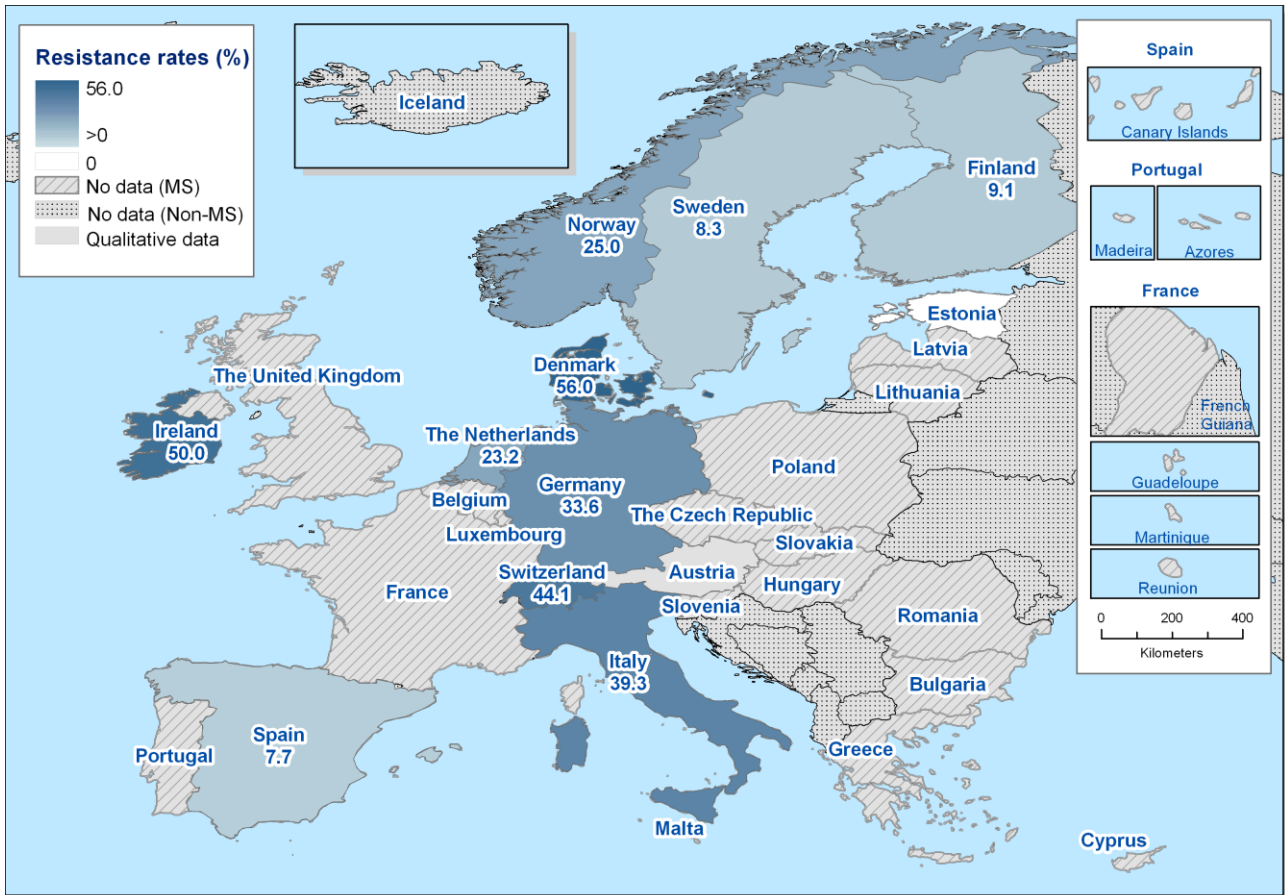 Resistance rates (%)
56.0
>0
0
No data (MS)
No data (Non-MS)
Qualitative data
Iceland
Spain
Canary Islands
Portugal
Madeira
Azores
France
French
Guiana
Guadeloupe
Martinique
Reunion
0 200 400
Kilometers
Finland
9.1
Sweden
8.3
Norway
25.0
Estonia
Latvia
Lithuania
Denmark
56.0
The United Kingdom
Ireland
50.0
The Netherlands
23.2
Poland
Germany
33.6
Belgium
The Czech Republic
Luxembourg
Slovakia
Switzerland
44.1
Austria
Hungary
France
Slovenia
Romania
Italy
39.3
Bulgaria
Spain
7.7
Portugal
Greece
Malta
Cyprus